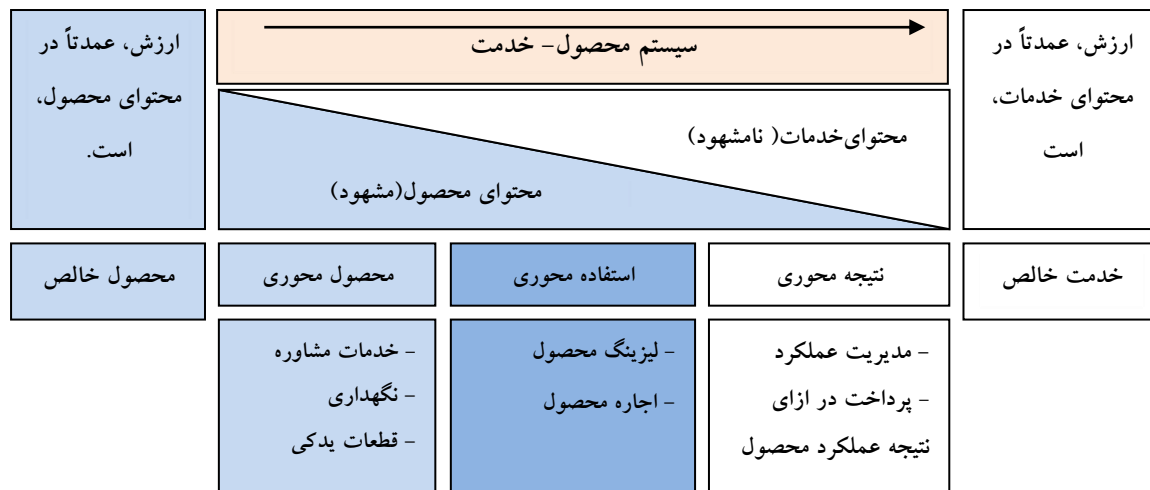 ارزش، عمدتاً در
محتوای خدمات،
است
سیستم محصول- خدمت
ارزش، عمدتاً در
محتوای محصول،
است.
محتوای‌خدمات( نامشهود)
محتوای محصول(مشهود)
خدمت خالص
نتیجه محوری
استفاده محوری
محصول محوری
محصول خالص
- مدیریت عملکرد
- پرداخت در ازای
نتیجه عملکرد محصول
- لیزینگ محصول
- اجاره محصول
- خدمات مشاوره
- نگهداری
- قطعات یدکی